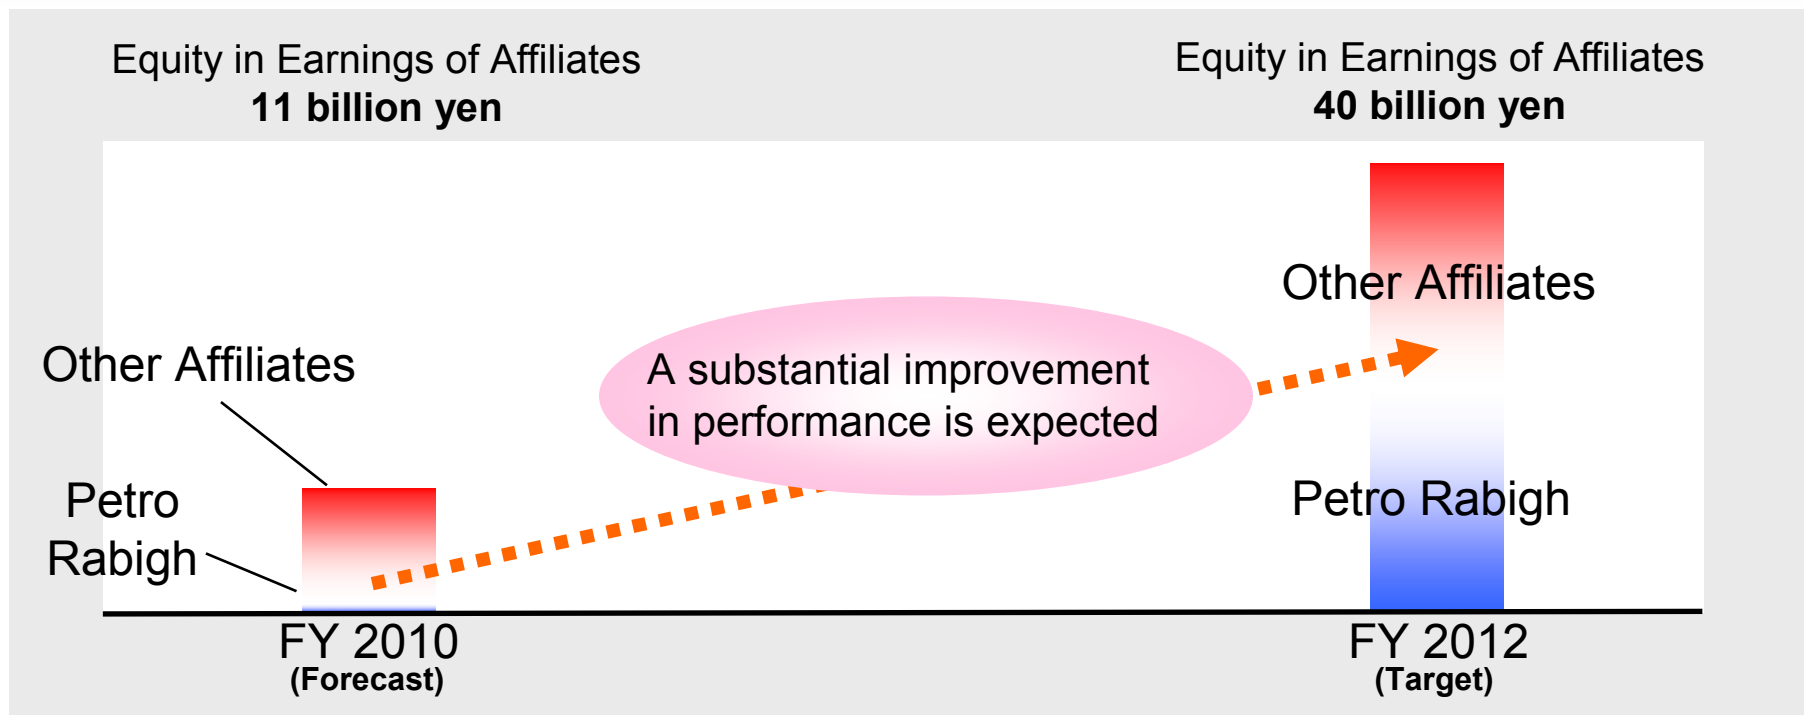 Equity in Earnings of Affiliates
11 billion yen
Equity in Earnings of Affiliates
40 billion yen
Other Affiliates
Petro
Rabigh
A substantial improvement
in performance is expected
Other Affiliates
Petro Rabigh
FY 2010
(Forecast)
FY 2012
(Target)